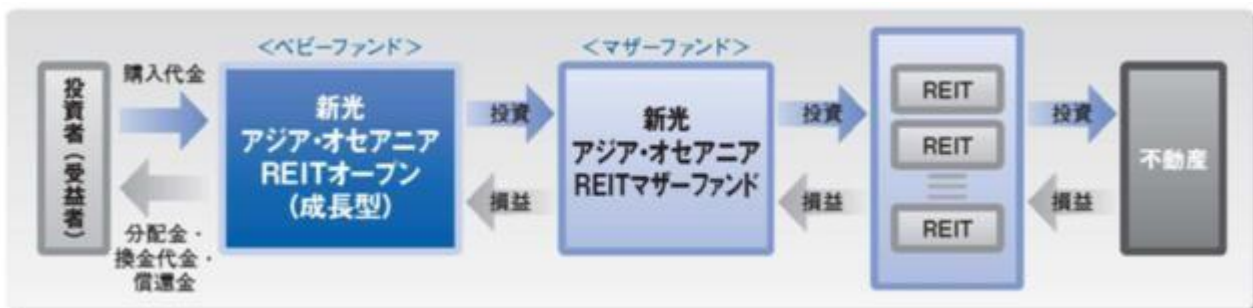 投資者（受益者）
購入代金
分配金・
換金代金・
償還金
＜ベビーファンド＞
新光
アジア・オセアニア
REITオープン
（成長型）
投資
損益
＜マザーファンド＞
新光
アジア・オセアニア
REITマザーファンド
投資
損益
REIT
REIT
REIT
投資
損益
不動産